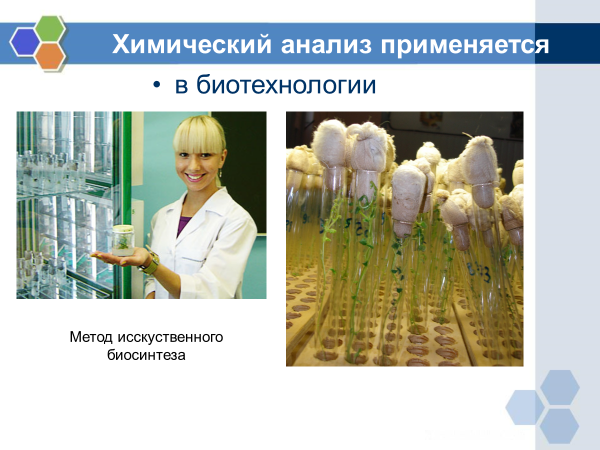 Химический анализ применяется
• в биотехнологии
Метод исскуственного
биосинтеза